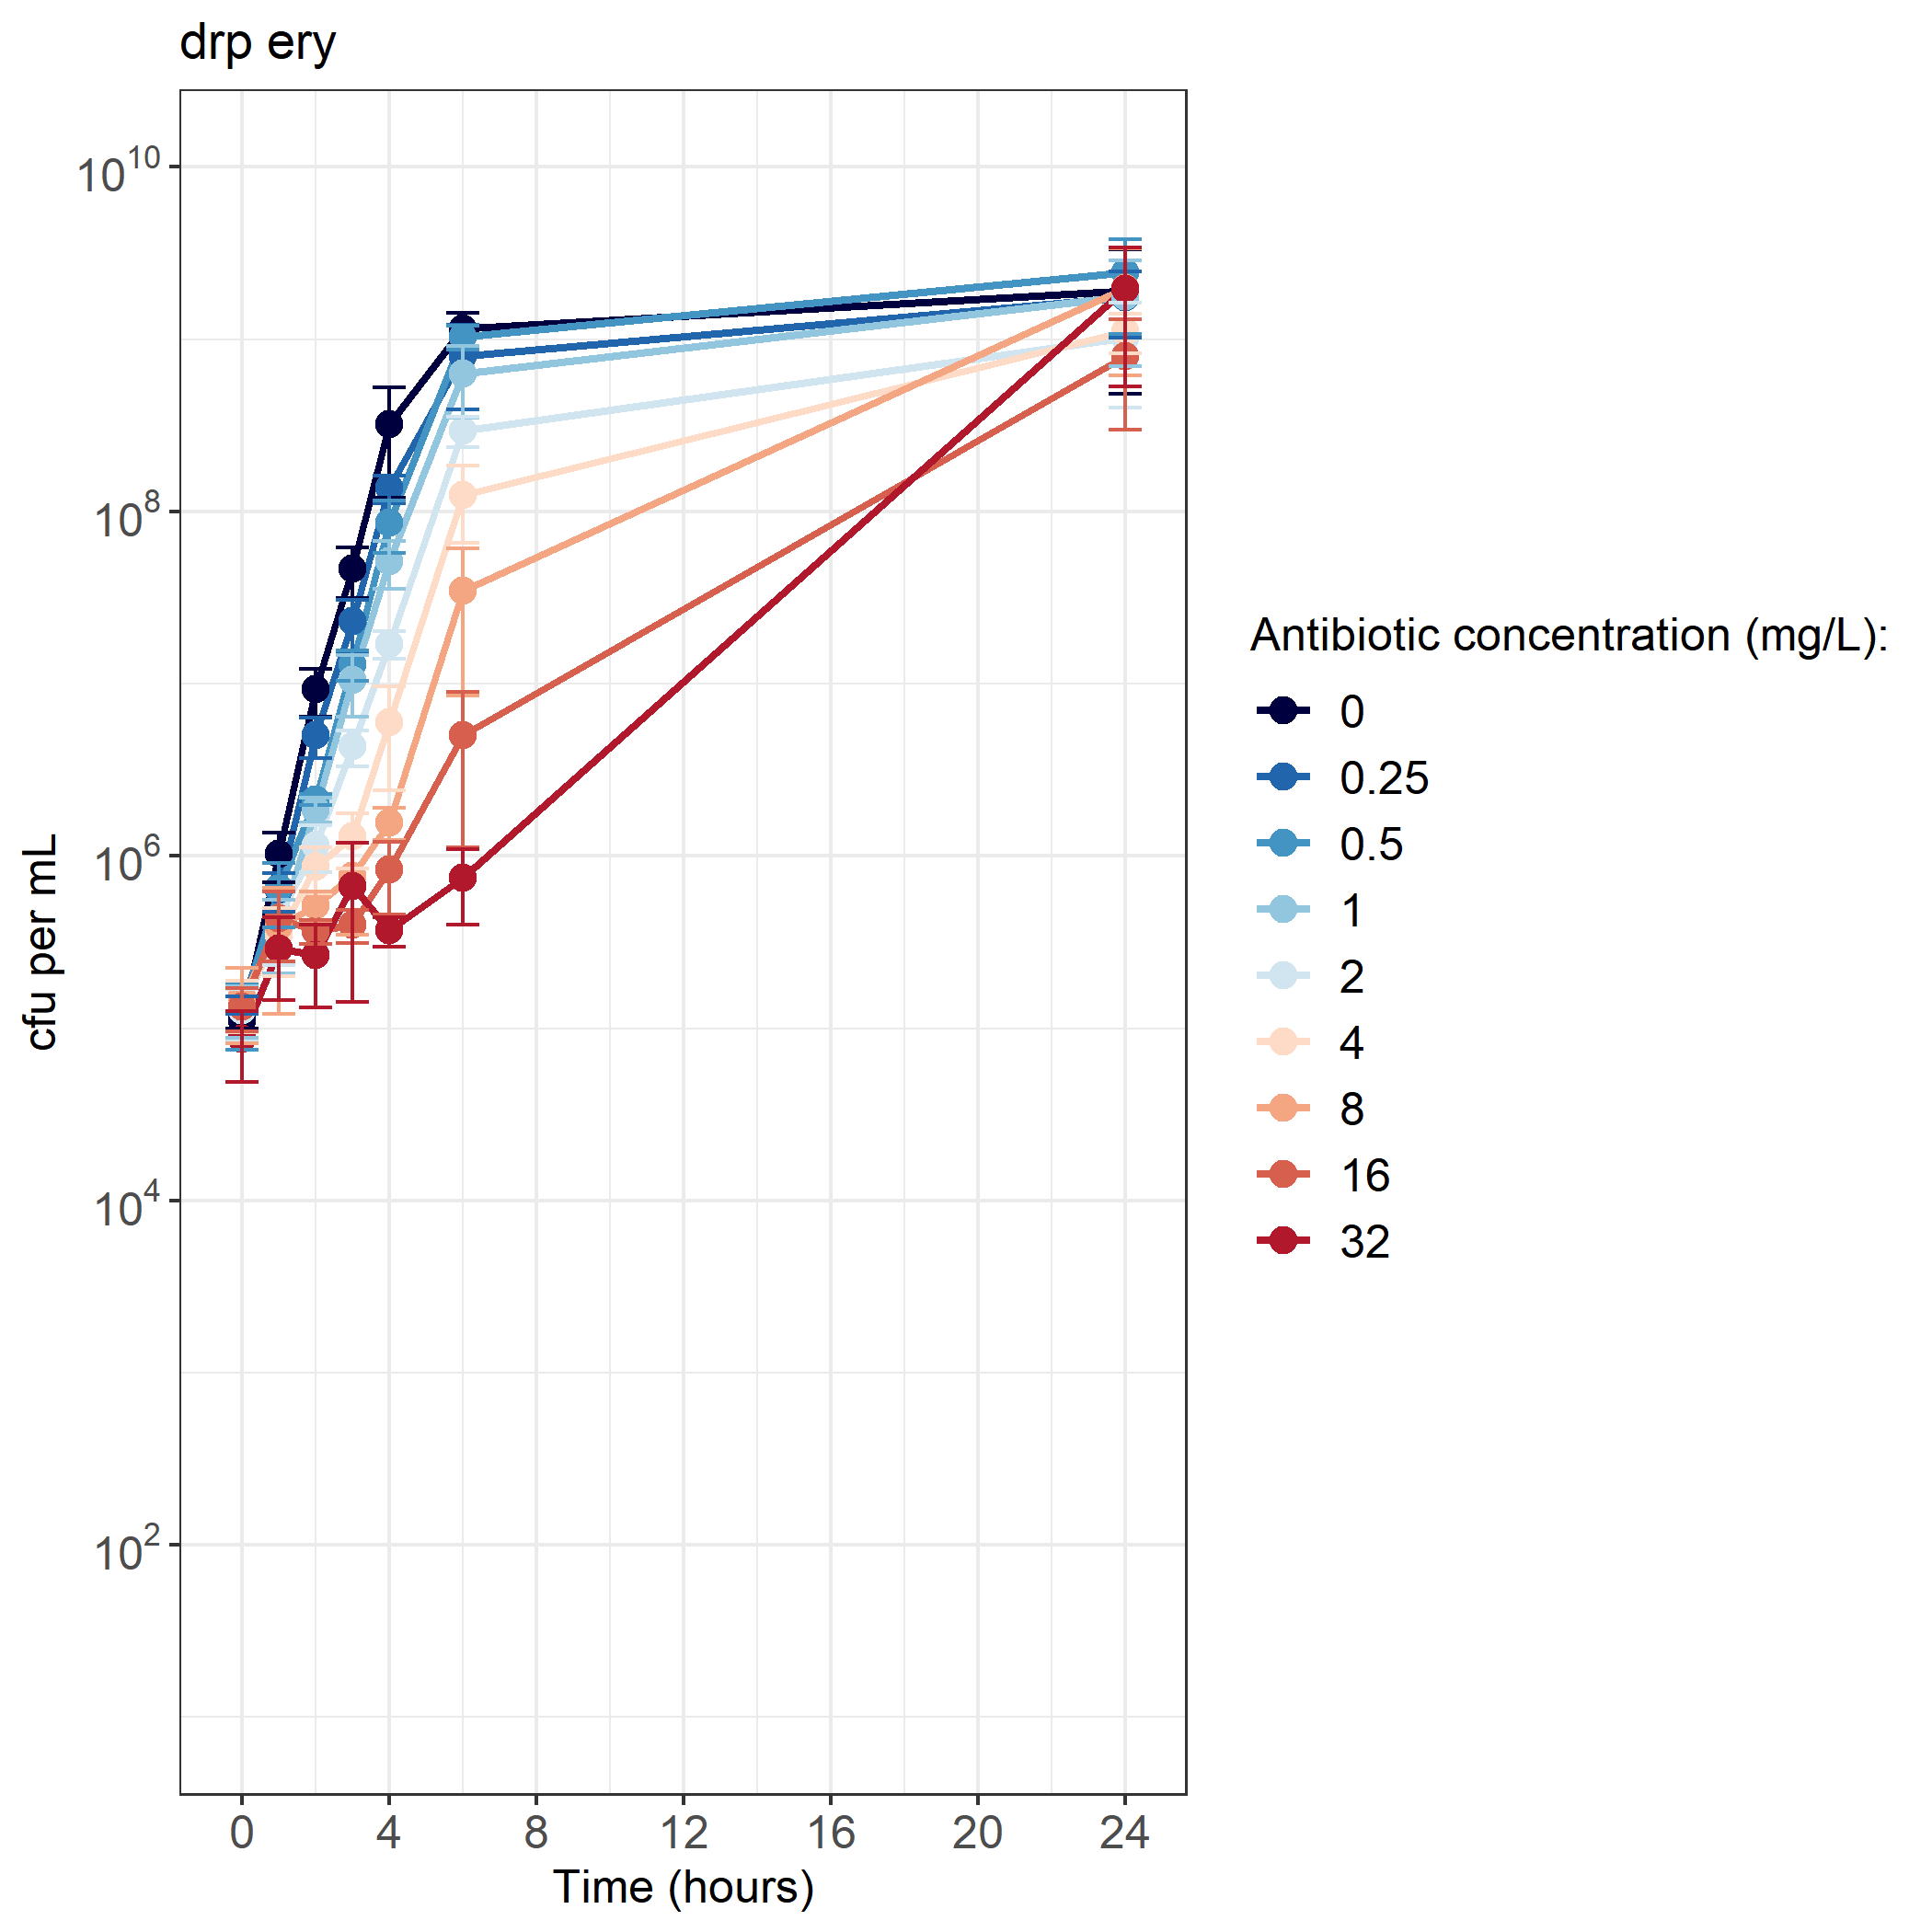 drp ery
10^10
10^8
10^6
10^4
10^2
cfu per mL
0 4 8 12 16 20 24
Time (hours)
Antibiotic concentration (mg/L):
0
0.25
0.5
1
2
4
8
16
32